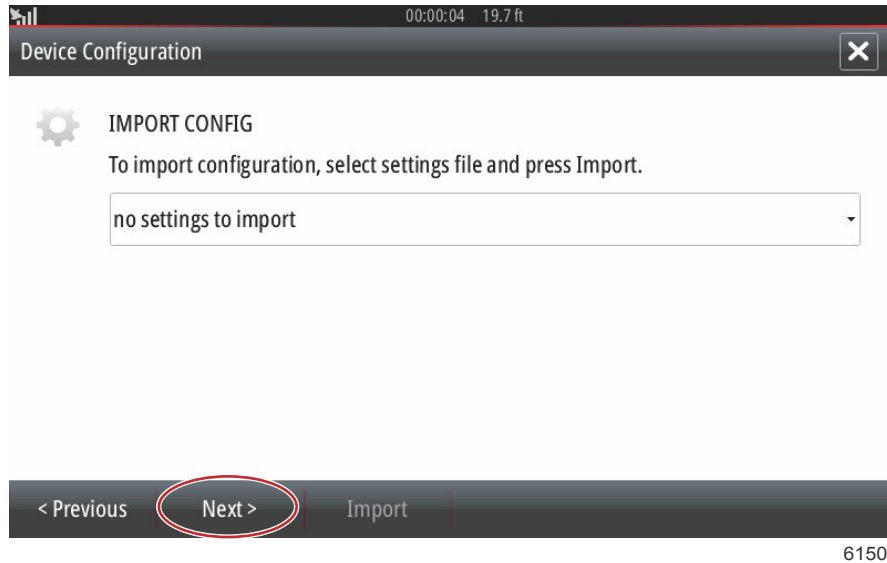 00:00:04 19.7 ft
Device Configuration
IMPORT CONFIG
To import configuration, select settings file and press Import.
no settings to import
< Previous Next > Import
6150